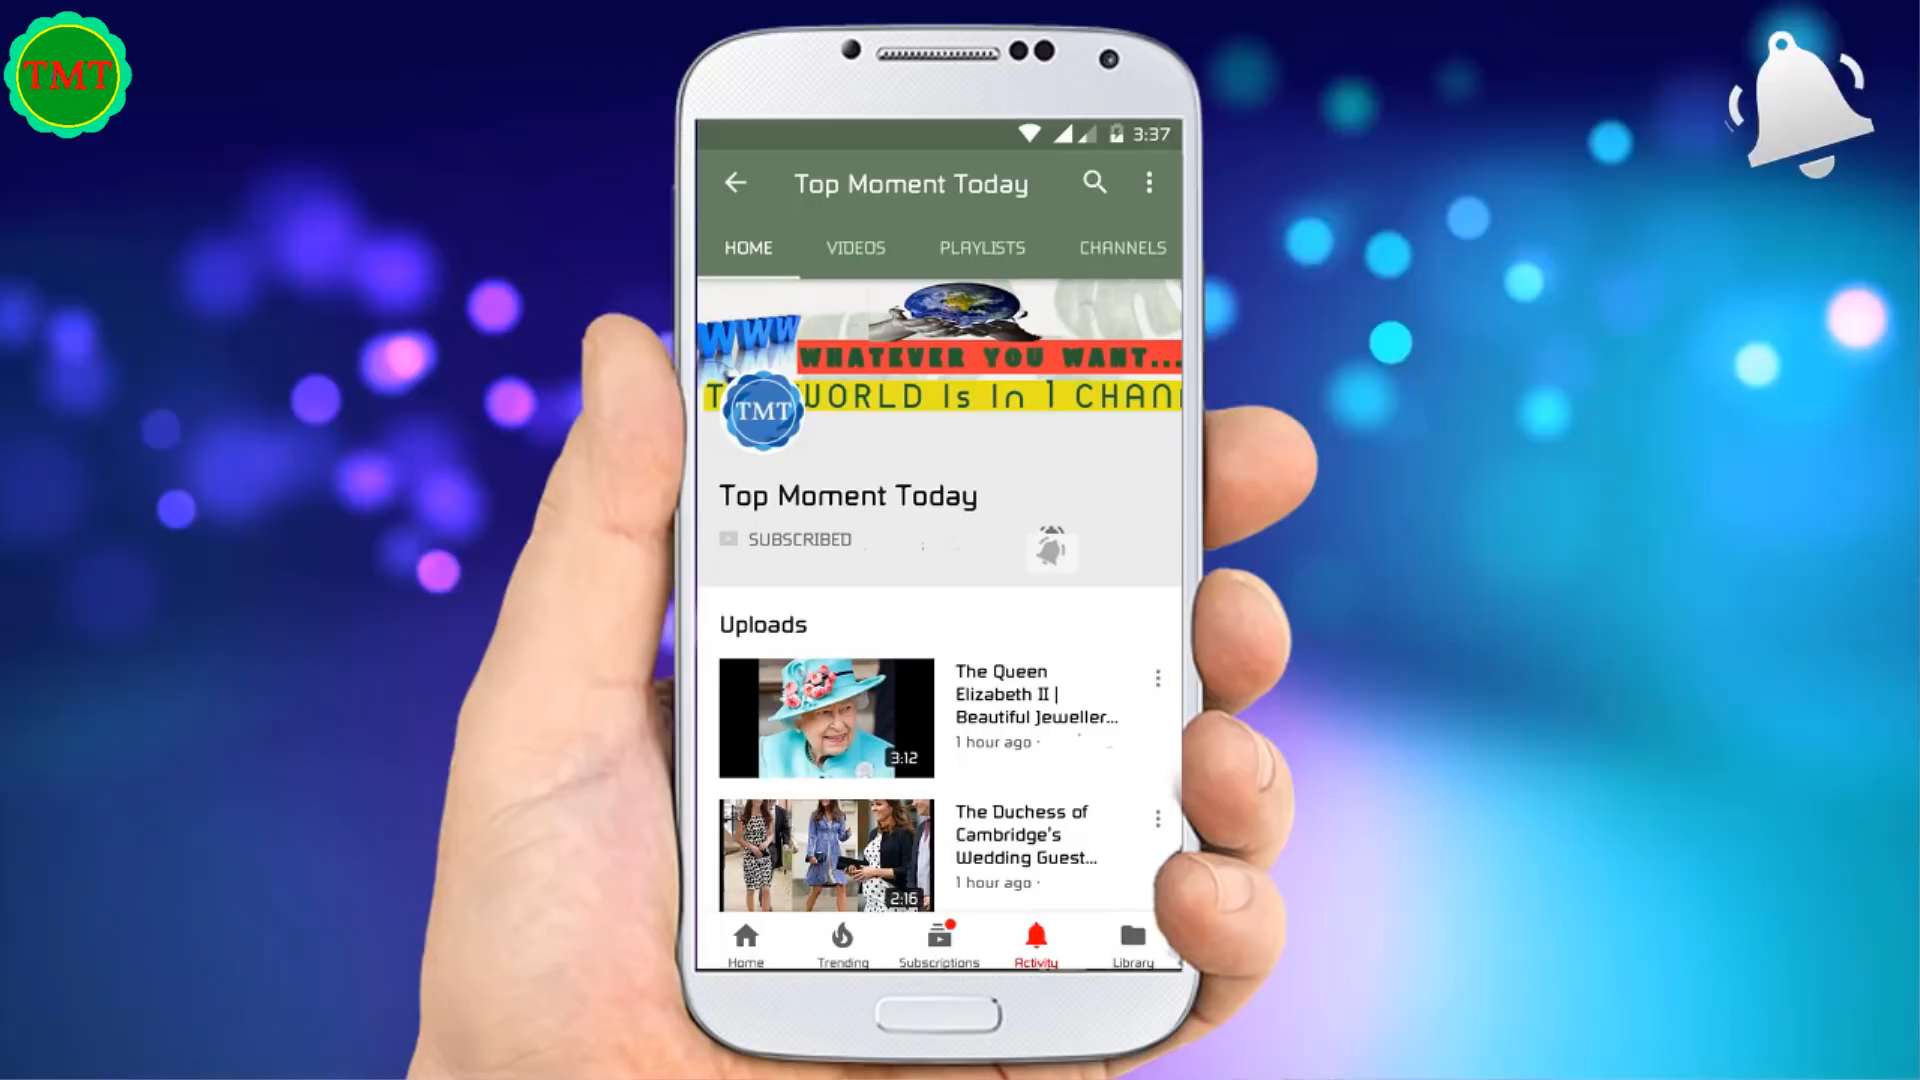 TMT
3:37
Top Moment Today
HOME VIDEOS PLAYLISTS CHANNELS
WWW
WHATEVER YOU WANT...
WORLD Is In 1
TMT
Top Moment Today
SUBSCRIBED
Uploads
The Queen
Elizabeth II |
Beautiful Jeweller...
1 hour ago ·
3:12
The Duchess of
Cambridge's
Wedding Guest...
1 hour ago ·
2:16
Home Trending Subscriptions Activity Library